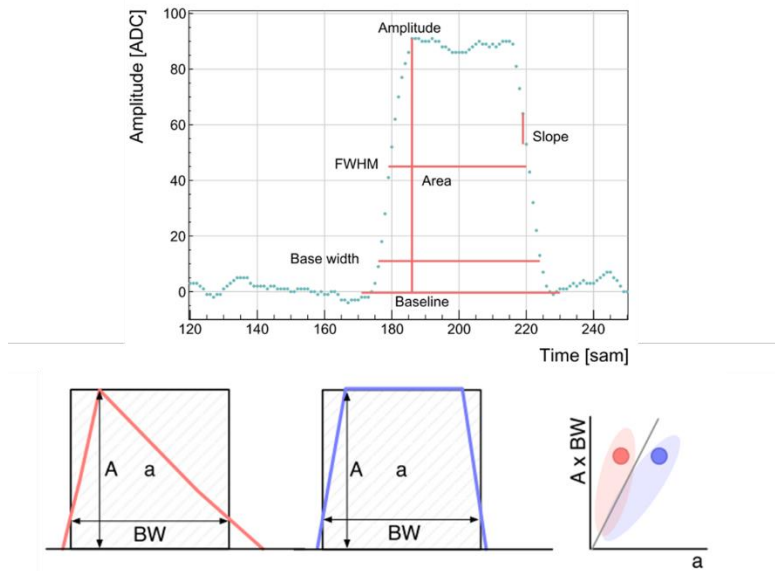 Amplitude [ADC]
100
80
60
40
20
0
Amplitude
Slope
FWHM
Area
Base width
Baseline
120 140 160 180 200 220 240
Time [sam]
A a
BW
A a
BW
A x BW
a